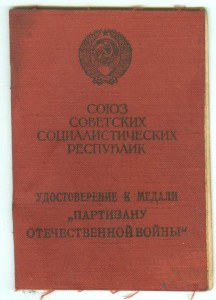 СОЮЗ
СОВЕТСКИХ
СОЦИАЛИСТИЧЕСКИХ
РЕСПУБЛИК
УДОСТОВЕРЕНИЕ К МЕДАЛИ
„ПАРТИЗАНУ
ОТЕЧЕСТВЕННОЙ ВОЙНЫ“